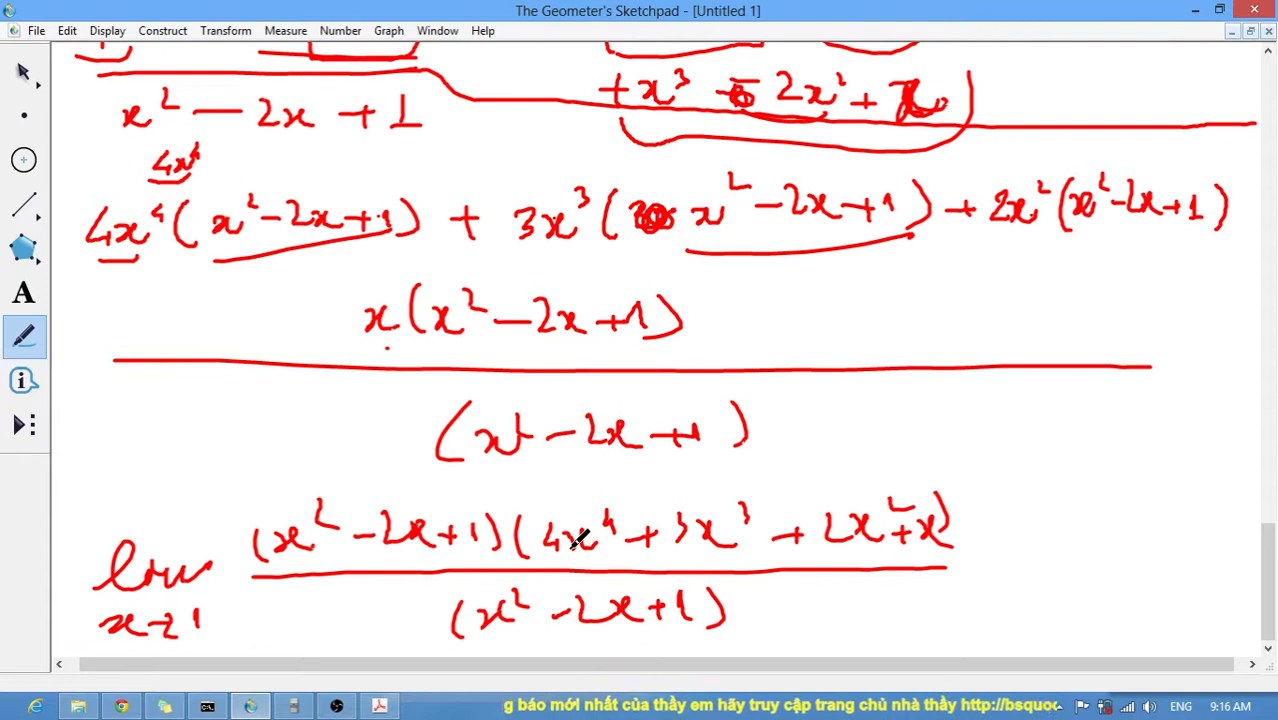 The Geometer's Sketchpad - [Untitled 1]
File Edit Display Construct Transform Measure Number Graph Window Help
+ x³ - 2x² + x
x² - 2x + 1
4x⁴
4x⁴(x² - 2x + 1) + 3x³(x² - 2x + 1) + 2x²(x² - 2x + 1)
x(x² - 2x + 1)
(x² - 2x + 1)
(x² - 2x + 1)(4x⁴ + 3x³ + 2x² + x)
lim
x→1
(x² - 2x + 1)
g báo mới nhất của thầy em hãy truy cập trang chủ nhà thầy http://bsquoc
ENG 9:16 AM